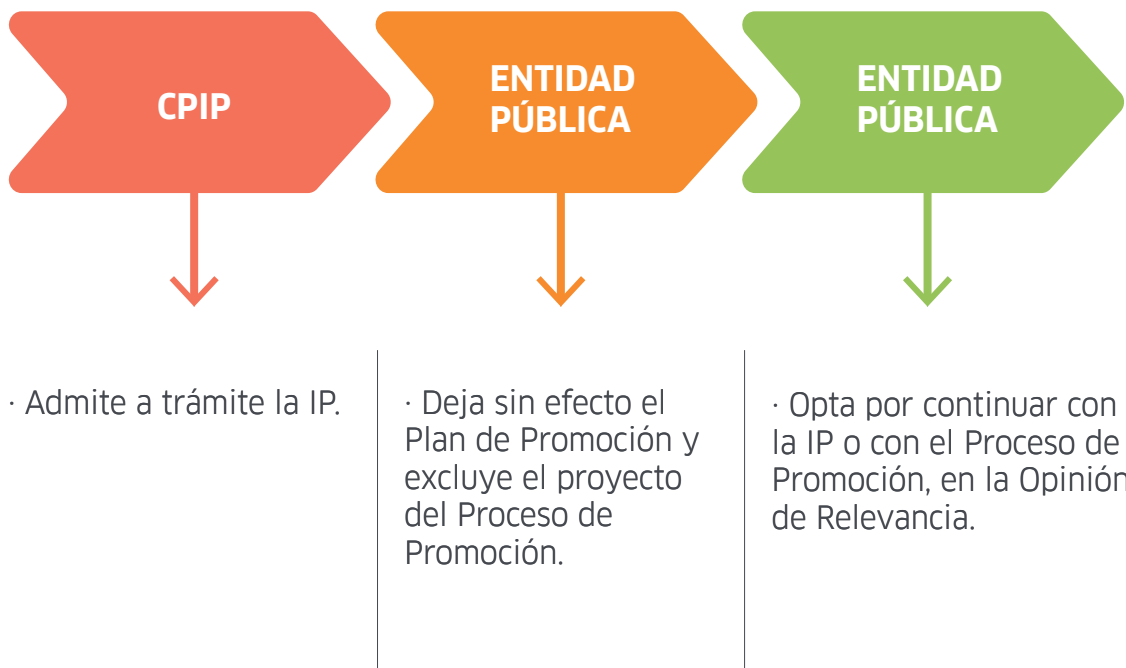 CPIP
ENTIDAD
PÚBLICA
ENTIDAD
PÚBLICA
· Admite a trámite la IP.
· Deja sin efecto el
Plan de Promoción y
excluye el proyecto
del Proceso de
Promoción.
· Opta por continuar con
la IP o con el Proceso de
Promoción, en la Opinión
de Relevancia.